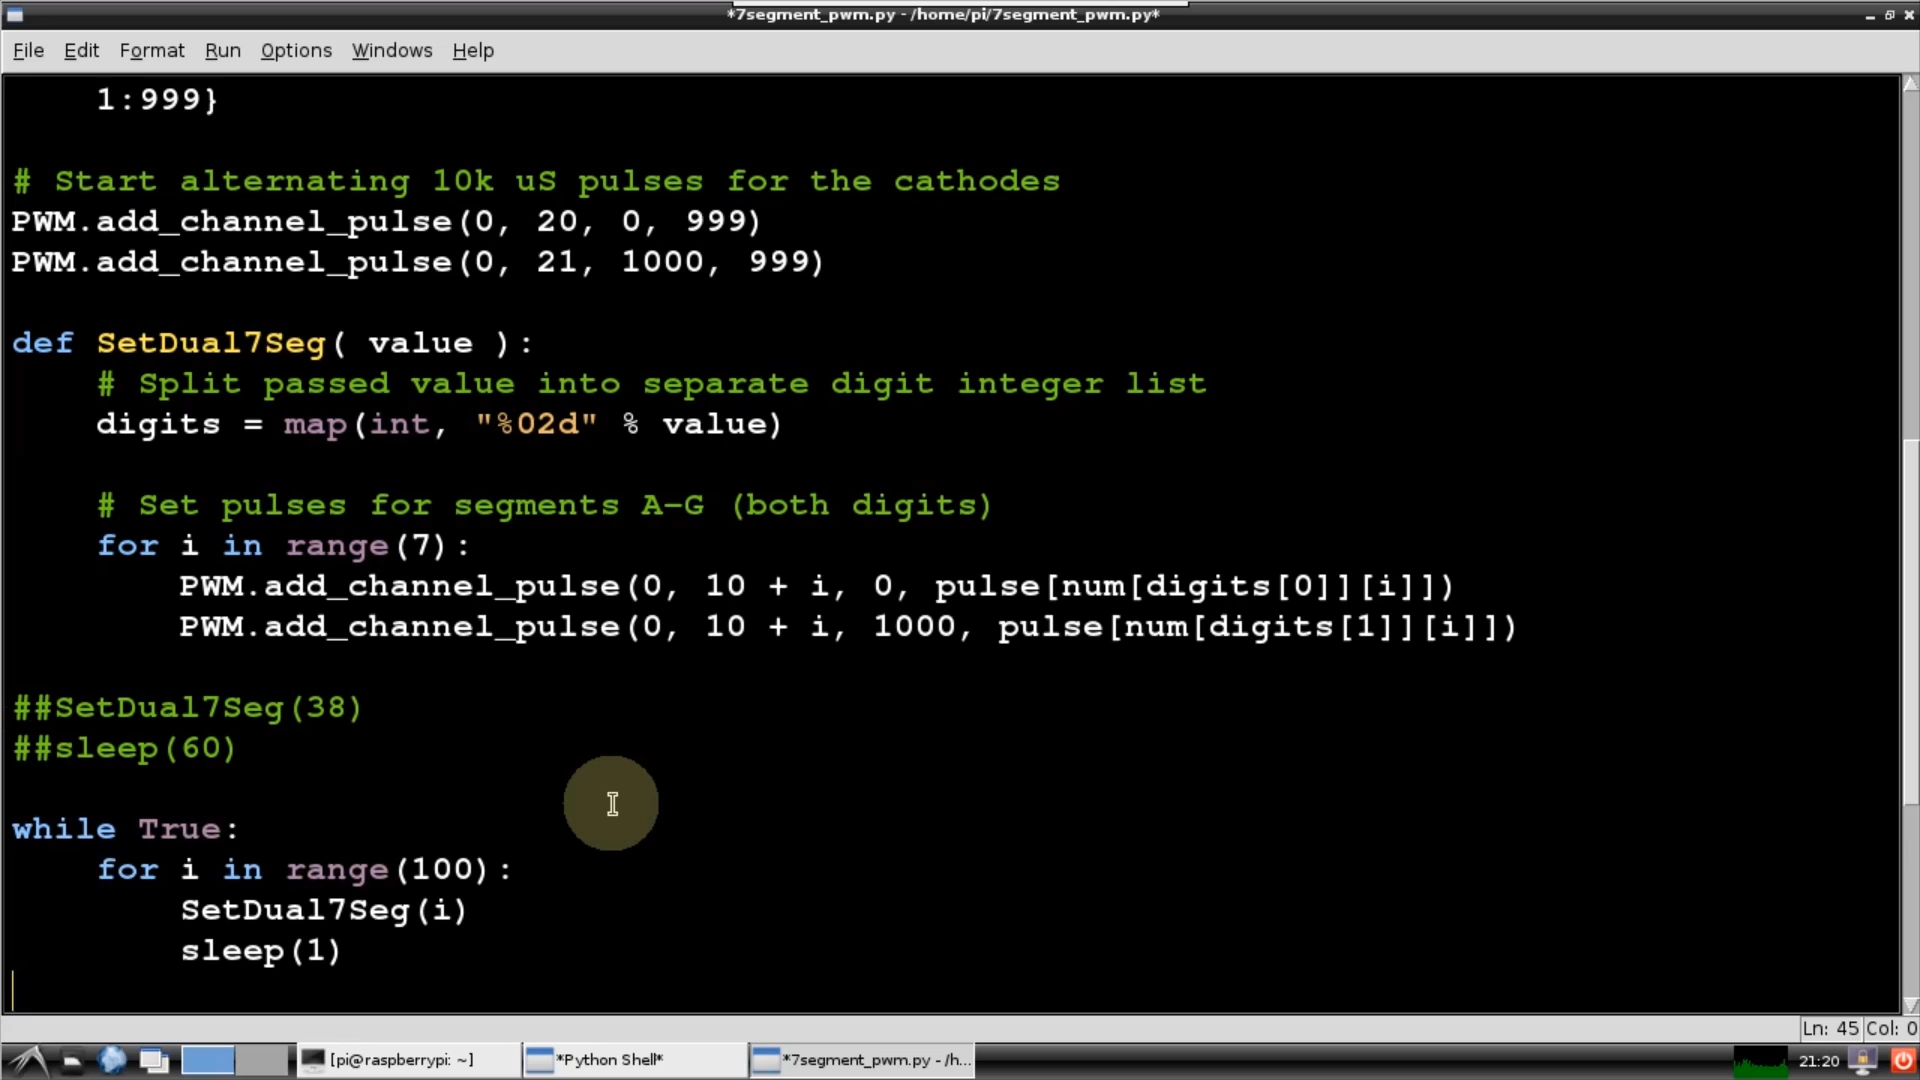 *7segment_pwm.py - /home/pi/7segment_pwm.py*
File Edit Format Run Options Windows Help
    1:999}
# Start alternating 10k uS pulses for the cathodes
PWM.add_channel_pulse(0, 20, 0, 999)
PWM.add_channel_pulse(0, 21, 1000, 999)
def SetDual7Seg( value ):
    # Split passed value into separate digit integer list
    digits = map(int, "%02d" % value)
    # Set pulses for segments A-G (both digits)
    for i in range(7):
        PWM.add_channel_pulse(0, 10 + i, 0, pulse[num[digits[0]][i]])
        PWM.add_channel_pulse(0, 10 + i, 1000, pulse[num[digits[1]][i]])
##SetDual7Seg(38)
##sleep(60)
while True:
    for i in range(100):
        SetDual7Seg(i)
        sleep(1)
Ln: 45 Col: 0
[pi@raspberrypi: ~] *Python Shell* *7segment_pwm.py - /h... 21:20